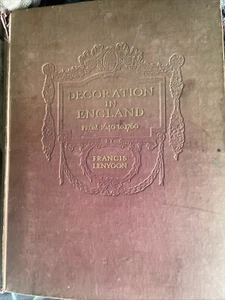 DECORATION
IN
ENGLAND
FROM 1640 TO 1760
FRANCIS
LENYGON